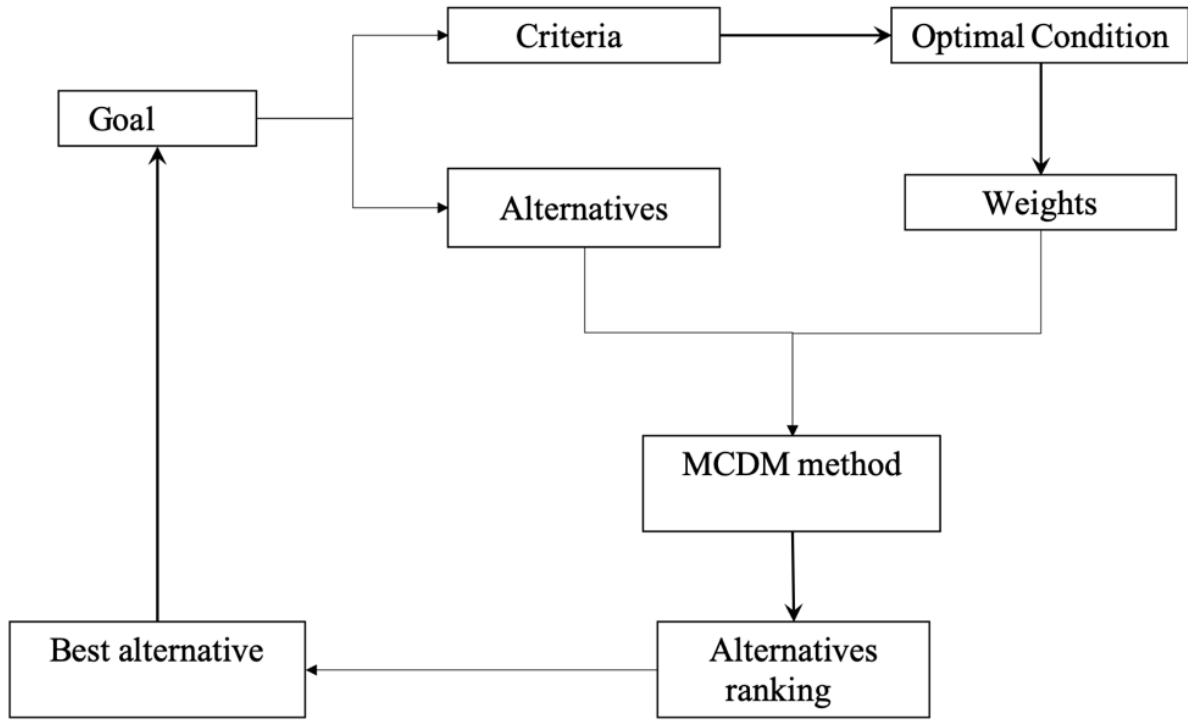 Criteria
Optimal Condition
Goal
Alternatives
Weights
MCDM method
Best alternative
Alternatives
ranking